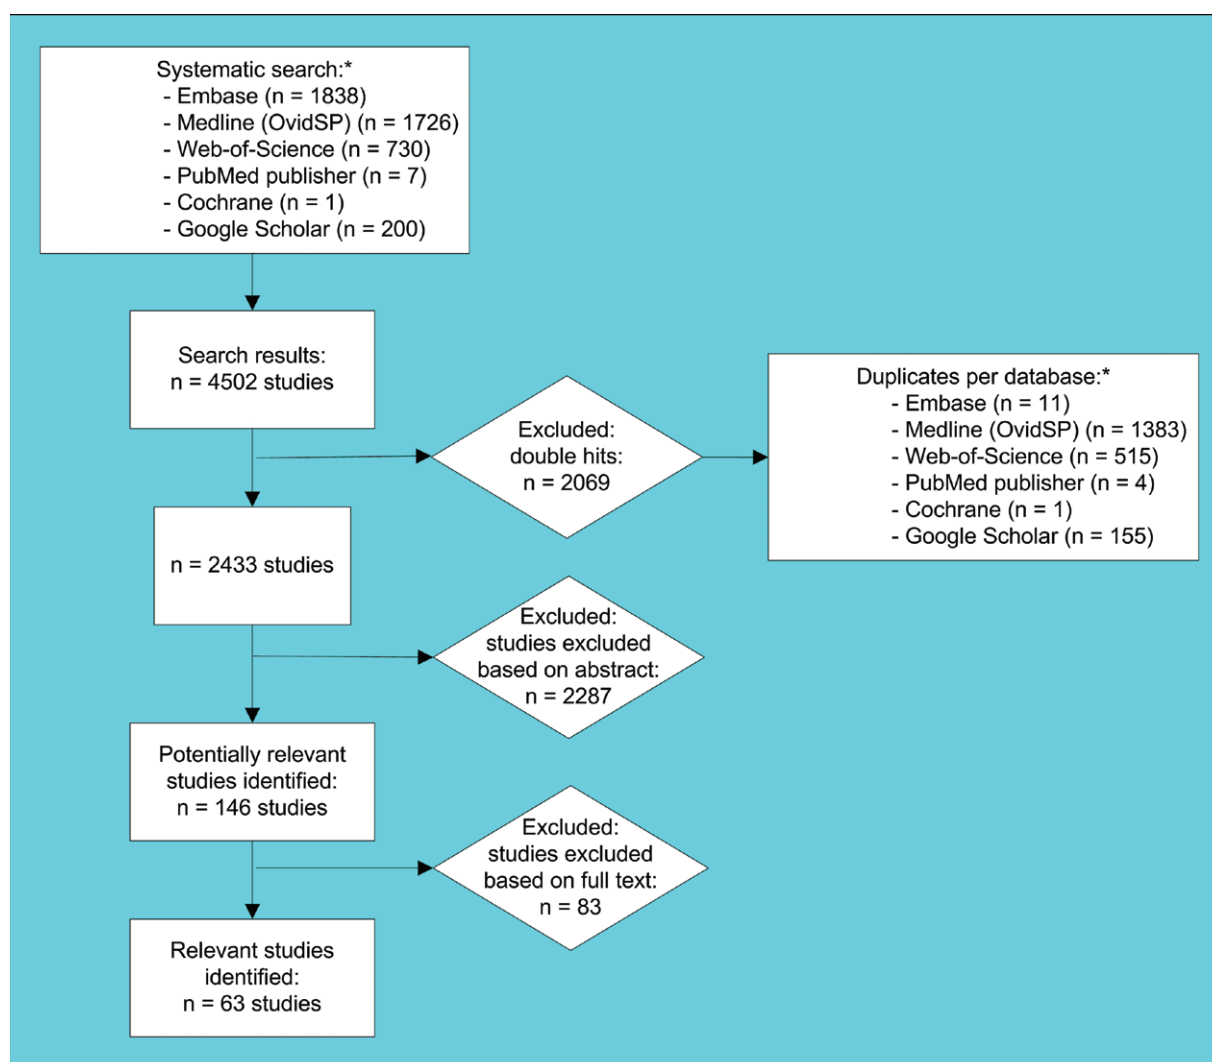 Systematic search:*
- Embase (n = 1838)
- Medline (OvidSP) (n = 1726)
- Web-of-Science (n = 730)
- PubMed publisher (n = 7)
- Cochrane (n = 1)
- Google Scholar (n = 200)
Search results:
n = 4502 studies
Excluded:
double hits:
n = 2069
Duplicates per database:*
- Embase (n = 11)
- Medline (OvidSP) (n = 1383)
- Web-of-Science (n = 515)
- PubMed publisher (n = 4)
- Cochrane (n = 1)
- Google Scholar (n = 155)
n = 2433 studies
Excluded:
studies excluded
based on abstract:
n = 2287
Potentially relevant
studies identified:
n = 146 studies
Excluded:
studies excluded
based on full text:
n = 83
Relevant studies
identified:
n = 63 studies